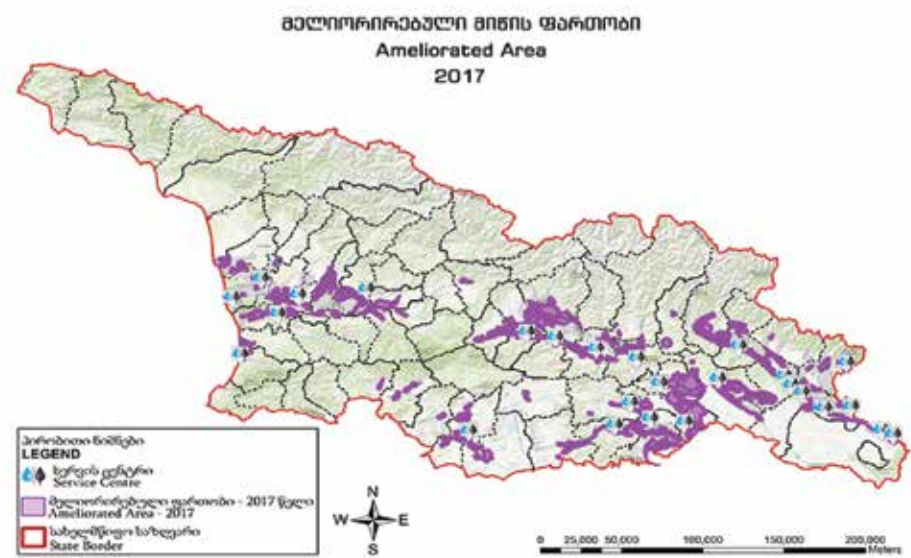 მელიორირებული მიწის ფართობი
Ameliorated Area
2017
პირობითი ნიშნები
LEGEND
სერვის ცენტრი
Service Centre
მელიორირებული ფართობი - 2017 წელი
Ameliorated Area - 2017
სახელმწიფო საზღვარი
State Border
N
W E
S
0 25,000 50,000 100,000 150,000 200,000
Meters